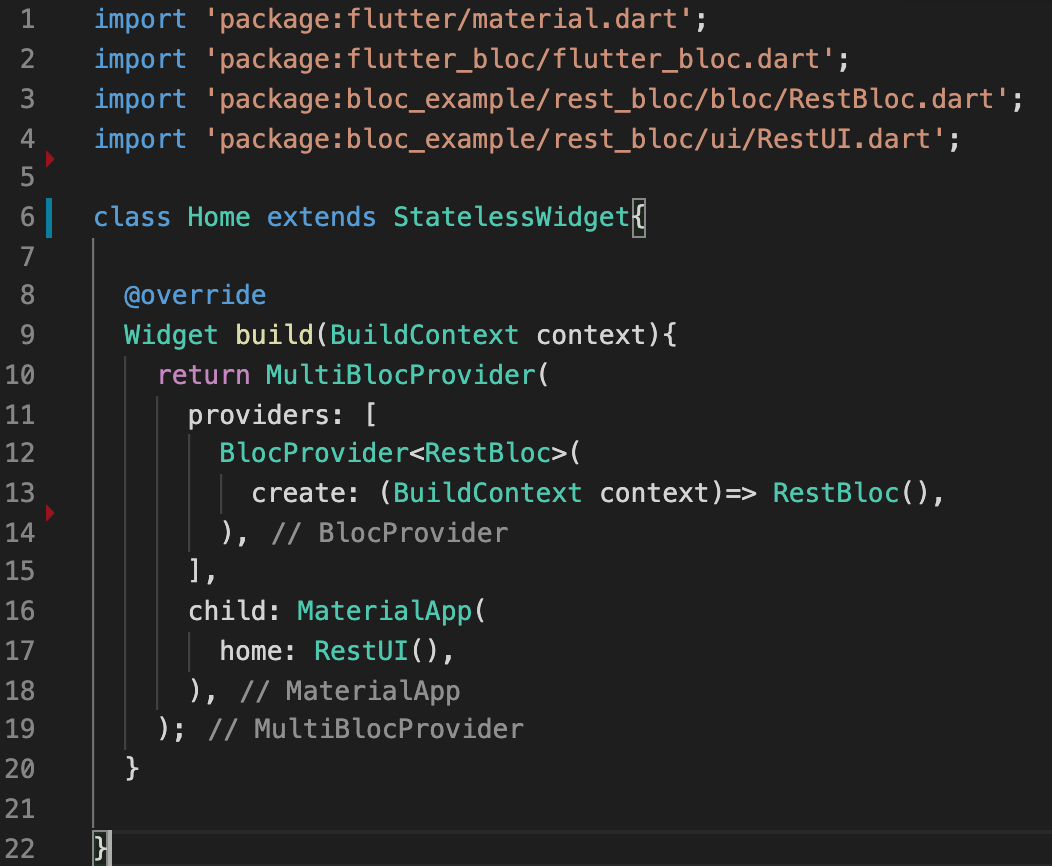 1 import 'package:flutter/material.dart';
2 import 'package:flutter_bloc/flutter_bloc.dart';
3 import 'package:bloc_example/rest_bloc/bloc/RestBloc.dart';
4 import 'package:bloc_example/rest_bloc/ui/RestUI.dart';
5
6 class Home extends StatelessWidget{
7
8   @override
9   Widget build(BuildContext context){
10     return MultiBlocProvider(
11       providers: [
12         BlocProvider<RestBloc>(
13           create: (BuildContext context)=> RestBloc(),
14         ), // BlocProvider
15       ],
16       child: MaterialApp(
17         home: RestUI(),
18       ), // MaterialApp
19     ); // MultiBlocProvider
20   }
21
22 }